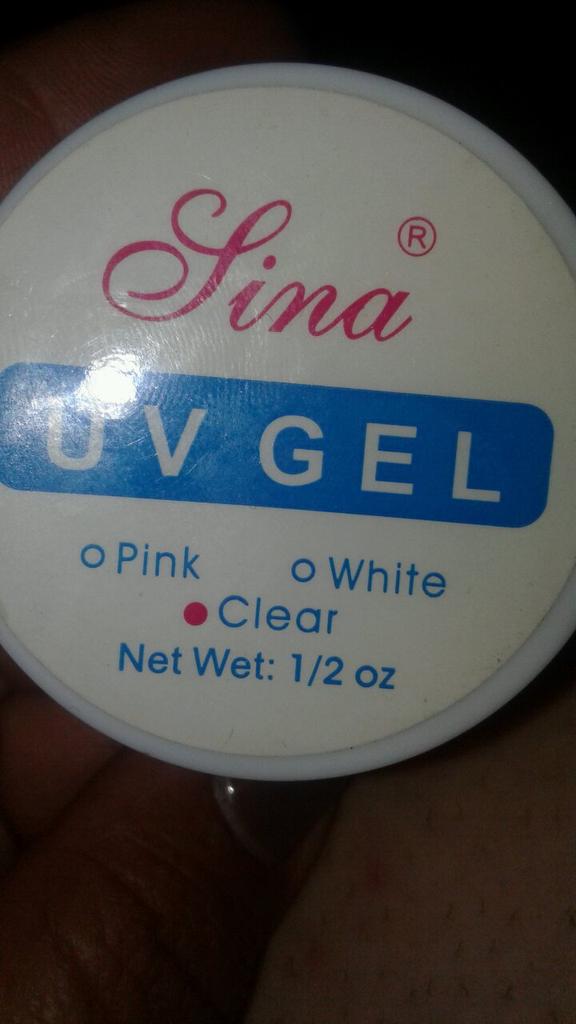 Sina ®
UV GEL
Pink White
Clear
Net Wet: 1/2 oz